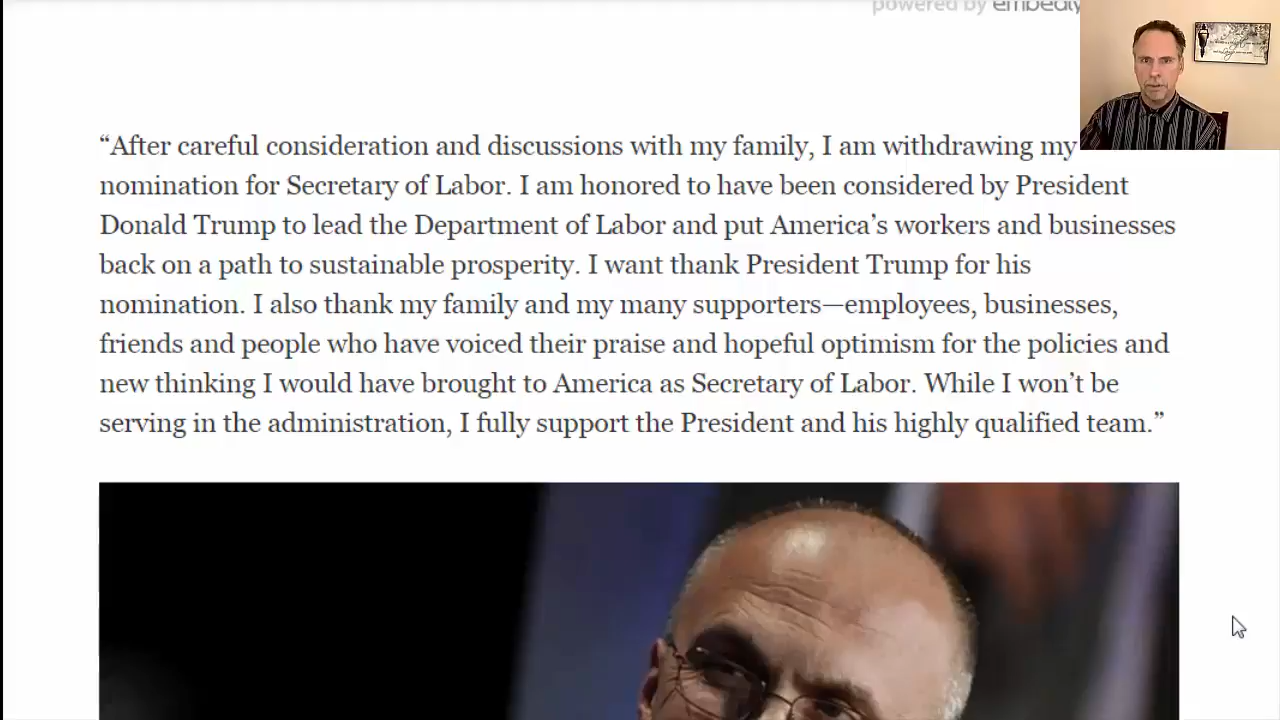 powered by embedly
“After careful consideration and discussions with my family, I am withdrawing my
nomination for Secretary of Labor. I am honored to have been considered by President
Donald Trump to lead the Department of Labor and put America’s workers and businesses
back on a path to sustainable prosperity. I want thank President Trump for his
nomination. I also thank my family and my many supporters—employees, businesses,
friends and people who have voiced their praise and hopeful optimism for the policies and
new thinking I would have brought to America as Secretary of Labor. While I won’t be
serving in the administration, I fully support the President and his highly qualified team.”